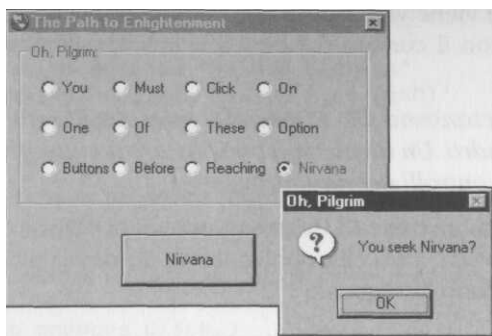 The Path to Enlightenment
Oh, Pilgrim:
You Must Click On
One Of These Option
Buttons Before Reaching Nirvana
Nirvana
Oh, Pilgrim
You seek Nirvana?
OK